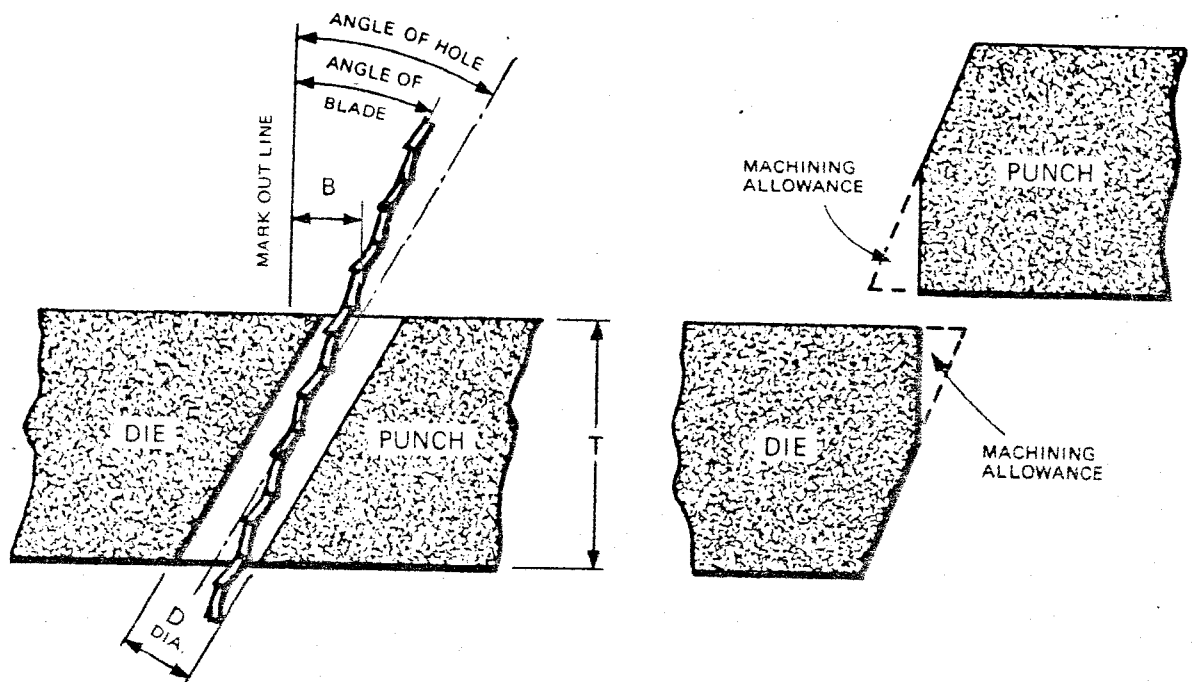 ANGLE OF HOLE
ANGLE OF
BLADE
MARK OUT LINE
B
DIE
PUNCH
T
D
DIA.
MACHINING
ALLOWANCE
PUNCH
DIE
MACHINING
ALLOWANCE